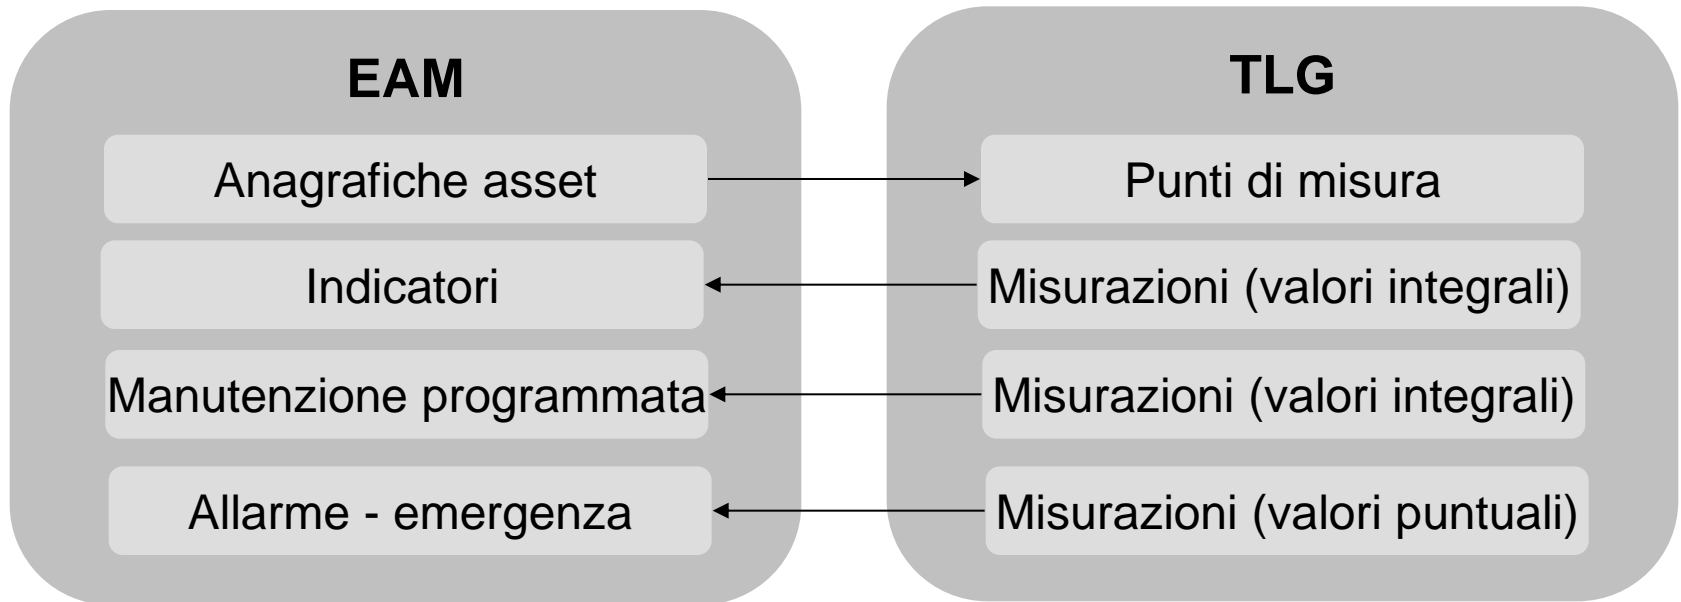 EAM
Anagrafiche asset
Indicatori
Manutenzione programmata
Allarme - emergenza
TLG
Punti di misura
Misurazioni (valori integrali)
Misurazioni (valori integrali)
Misurazioni (valori puntuali)